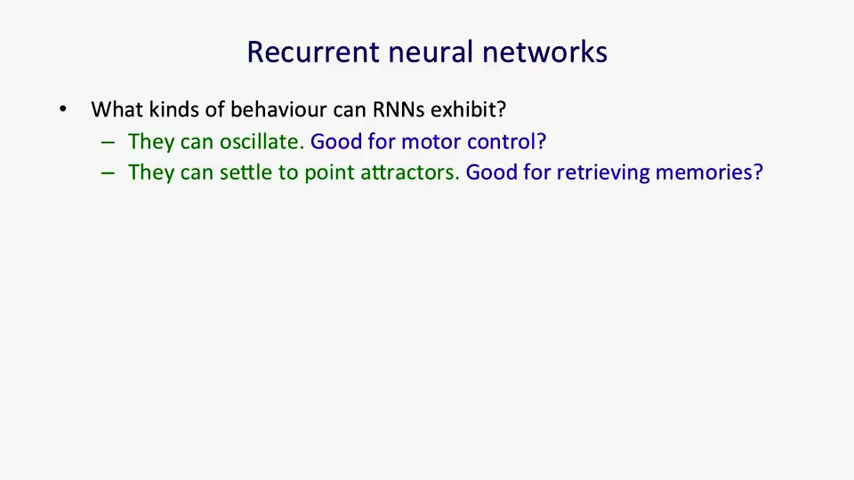 Recurrent neural networks
• What kinds of behaviour can RNNs exhibit?
– They can oscillate. Good for motor control?
– They can settle to point attractors. Good for retrieving memories?